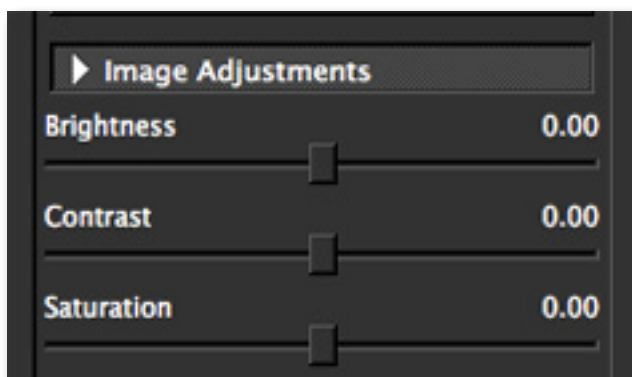 Image Adjustments
Brightness 0.00
Contrast 0.00
Saturation 0.00